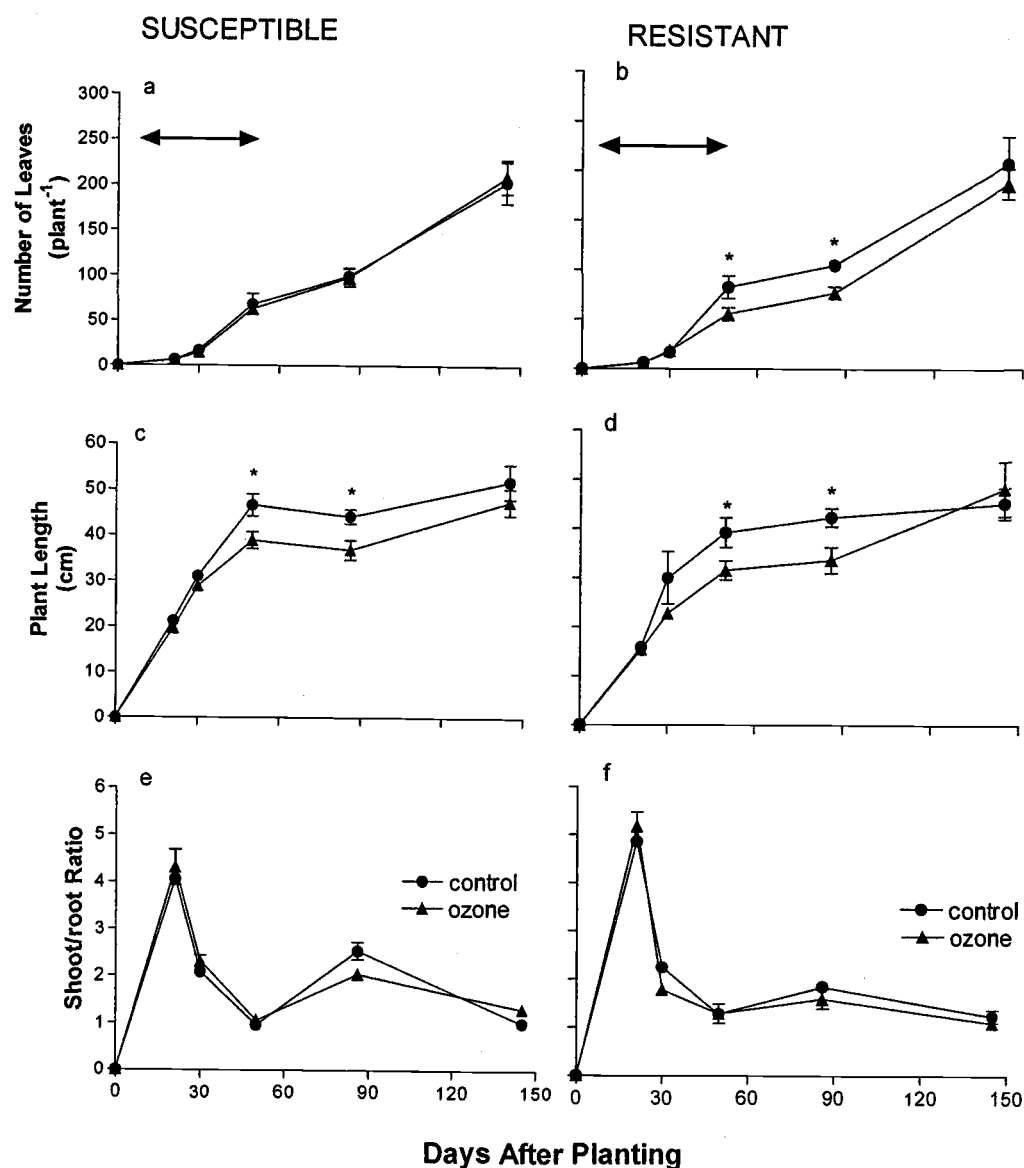 SUSCEPTIBLE
RESISTANT
a
b
300
250
200
150
100
50
0
Number of Leaves
(plant⁻¹)
*
*
c
d
60
50
40
30
20
10
0
Plant Length
(cm)
*
*
*
*
e
f
6
5
4
3
2
1
0
Shoot/root Ratio
control
ozone
control
ozone
0
30
60
90
120
150
0
30
60
90
120
150
Days After Planting